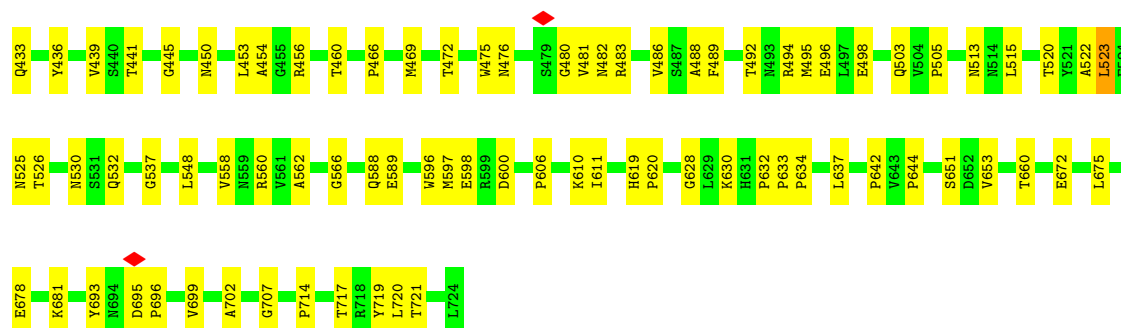 Q433 Y436 V439 S440 T441 G445 N450 L453 A454 G455 R456 T460 P466 M469 T472 W475 N476 S479 G480 V481 N482 R483 V486 S487 A488 F489 T492 N493 R494 M495 E496 L497 E498 Q503 V504 P505 N513 N514 L515 T520 Y521 A522 L523
N525 T526 N530 S531 Q532 G537 L548 V558 N559 R560 V561 A562 G566 Q588 E589 W596 M597 E598 R599 D600 P606 K610 I611 H619 P620 G628 L629 K630 H631 P632 P633 P634 L637 P642 V643 P644 S651 D652 V653 T660 E672 L675
E678 K681 Y693 N694 D695 P696 V699 A702 G707 P714 T717 R718 Y719 L720 T721 L724